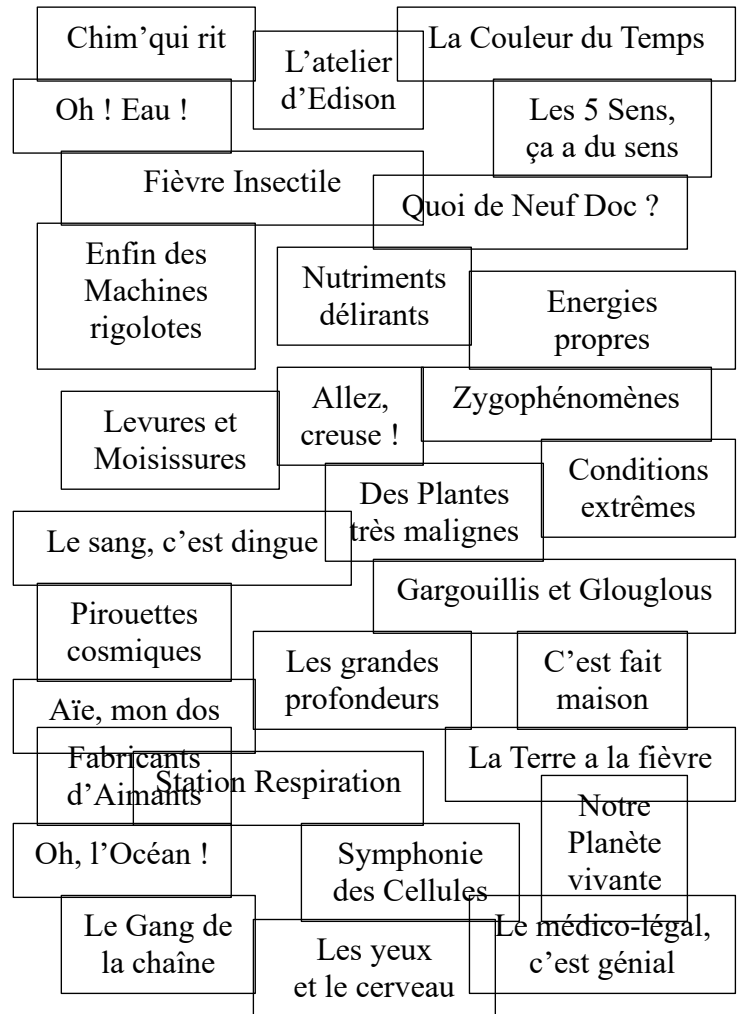 Chim’qui rit
L’atelier
d’Edison
La Couleur du Temps
Oh ! Eau !
Les 5 Sens,
ça a du sens
Fièvre Insectile
Quoi de Neuf Doc ?
Enfin des
Machines
rigolotes
Nutriments
délirants
Energies
propres
Allez,
creuse !
Zygophénomènes
Levures et
Moisissures
Conditions
extrêmes
Des Plantes
très malignes
Le sang, c’est dingue
Gargouillis et Glouglous
Pirouettes
cosmiques
Les grandes
profondeurs
C’est fait
maison
Aïe, mon dos
Fabricants
d’Aimants
Station Respiration
La Terre a la fièvre
Notre
Planète
vivante
Oh, l’Océan !
Symphonie
des Cellules
Le Gang de
la chaîne
Le médico-légal,
c’est génial
Les yeux
et le cerveau